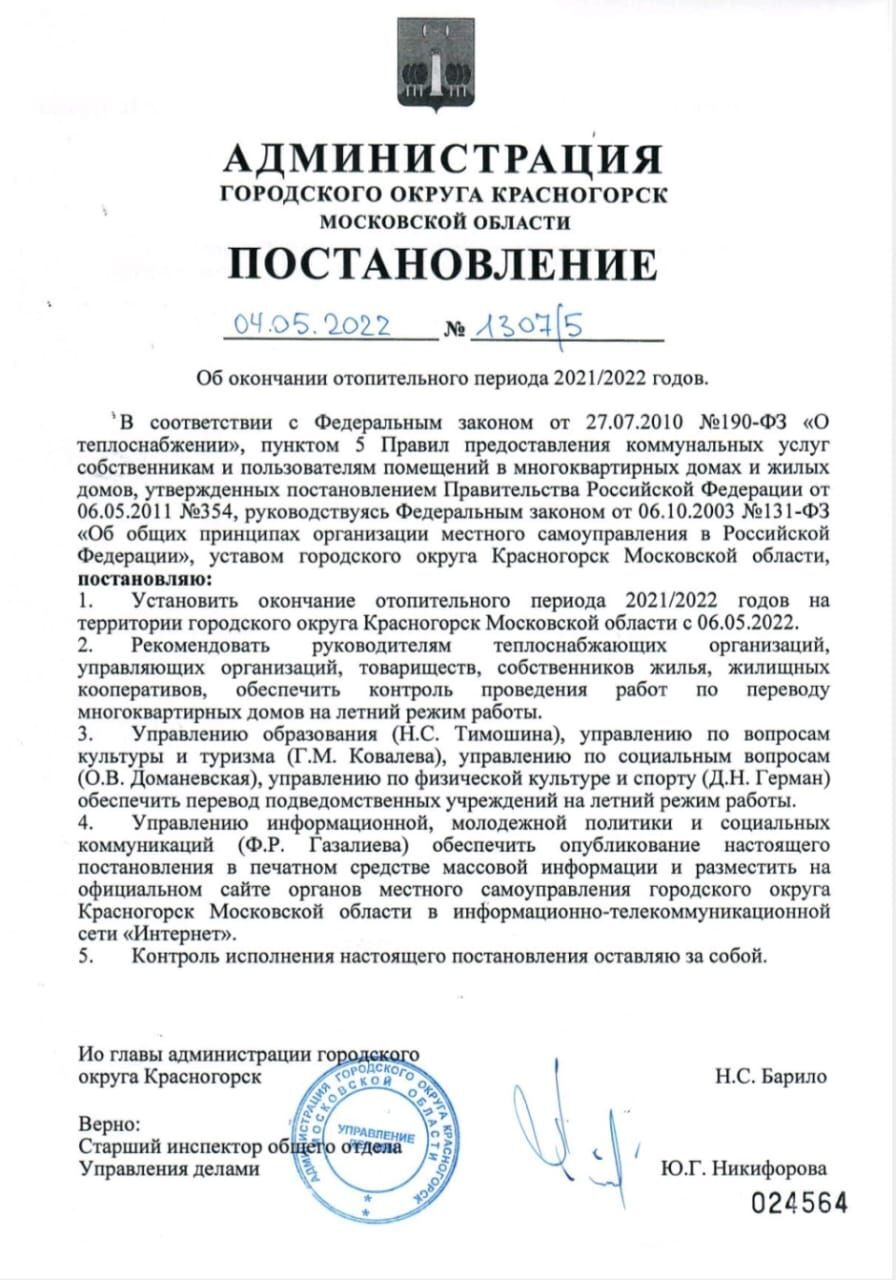 АДМИНИСТРАЦИЯ
ГОРОДСКОГО ОКРУГА КРАСНОГОРСК
МОСКОВСКОЙ ОБЛАСТИ
ПОСТАНОВЛЕНИЕ
04.05.2022 № 1307/5
Об окончании отопительного периода 2021/2022 годов.
В соответствии с Федеральным законом от 27.07.2010 №190-ФЗ «О
теплоснабжении», пунктом 5 Правил предоставления коммунальных услуг
собственникам и пользователям помещений в многоквартирных домах и жилых
домов, утвержденных постановлением Правительства Российской Федерации от
06.05.2011 №354, руководствуясь Федеральным законом от 06.10.2003 №131-ФЗ
«Об общих принципах организации местного самоуправления в Российской
Федерации», уставом городского округа Красногорск Московской области,
постановляю:
1. Установить окончание отопительного периода 2021/2022 годов на
территории городского округа Красногорск Московской области с 06.05.2022.
2. Рекомендовать руководителям теплоснабжающих организаций,
управляющих организаций, товариществ, собственников жилья, жилищных
кооперативов, обеспечить контроль проведения работ по переводу
многоквартирных домов на летний режим работы.
3. Управлению образования (Н.С. Тимошина), управлению по вопросам
культуры и туризма (Г.М. Ковалева), управлению по социальным вопросам
(О.В. Доманевская), управлению по физической культуре и спорту (Д.Н. Герман)
обеспечить перевод подведомственных учреждений на летний режим работы.
4. Управлению информационной, молодежной политики и социальных
коммуникаций (Ф.Р. Газалиева) обеспечить опубликование настоящего
постановления в печатном средстве массовой информации и разместить на
официальном сайте органов местного самоуправления городского округа
Красногорск Московской области в информационно-телекоммуникационной
сети «Интернет».
5. Контроль исполнения настоящего постановления оставляю за собой.
Ио главы администрации городского
округа Красногорск Н.С. Барило
Верно:
Старший инспектор общего отдела
Управления делами Ю.Г. Никифорова
АДМИНИСТРАЦИЯ ГОРОДСКОГО ОКРУГА КРАСНОГОРСК
МОСКОВСКОЙ ОБЛАСТИ
УПРАВЛЕНИЕ
024564